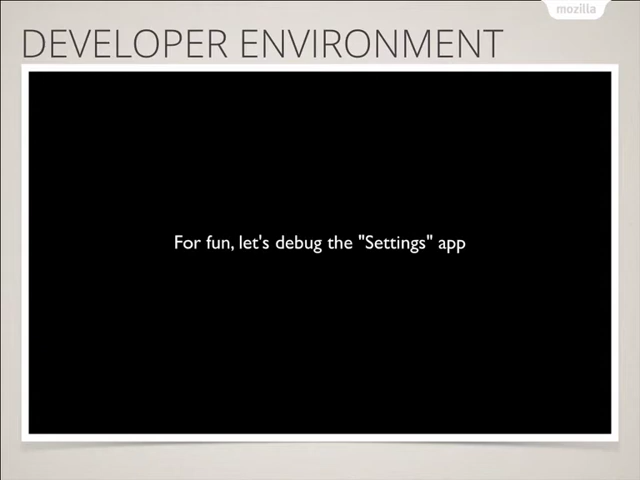 mozilla
DEVELOPER ENVIRONMENT
For fun, let's debug the "Settings" app